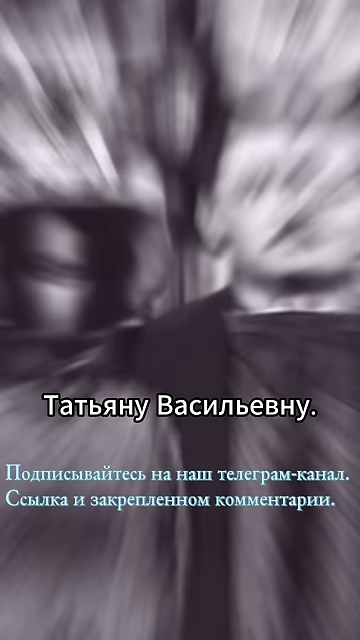 Татьяну Васильевну.
Подписывайтесь на наш телеграм-канал.
Ссылка и закрепленном комментарии.